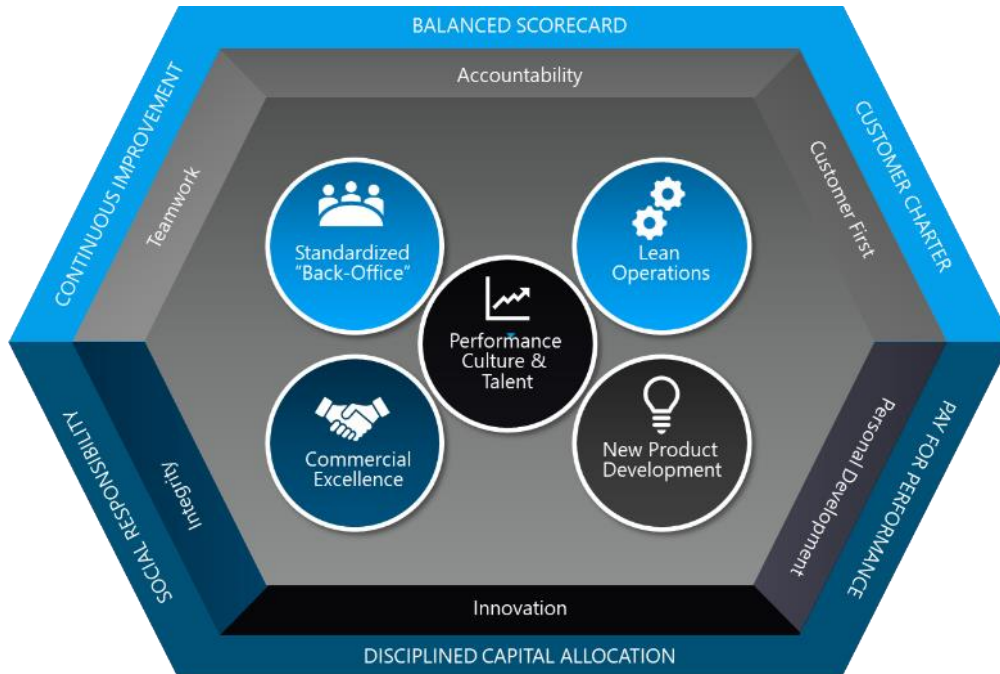 BALANCED SCORECARD
Accountability
CONTINUOUS IMPROVEMENT
Teamwork
Customer First
CUSTOMER CHARTER
Standardized
“Back-Office”
Lean
Operations
Performance
Culture &
Talent
Commercial
Excellence
New Product
Development
SOCIAL RESPONSIBILITY
Integrity
Personal Development
PAY FOR PERFORMANCE
Innovation
DISCIPLINED CAPITAL ALLOCATION